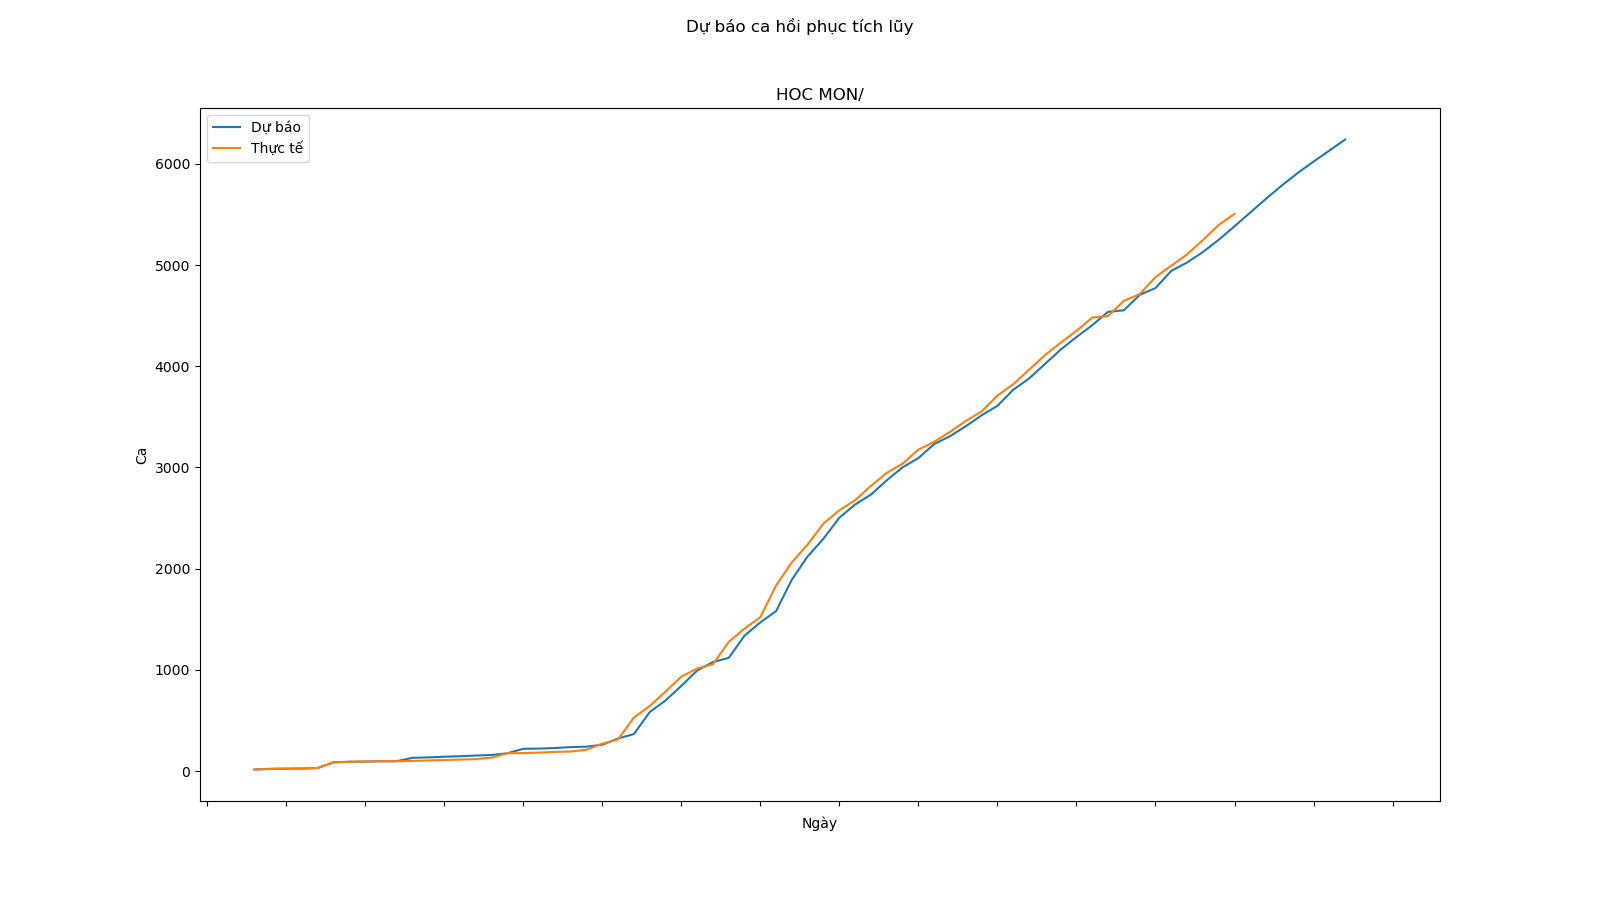 Dự báo ca hồi phục tích lũy
HOC MON/
Dự báo
Thực tế
6000
5000
4000
3000
2000
1000
0
Ca
Ngày